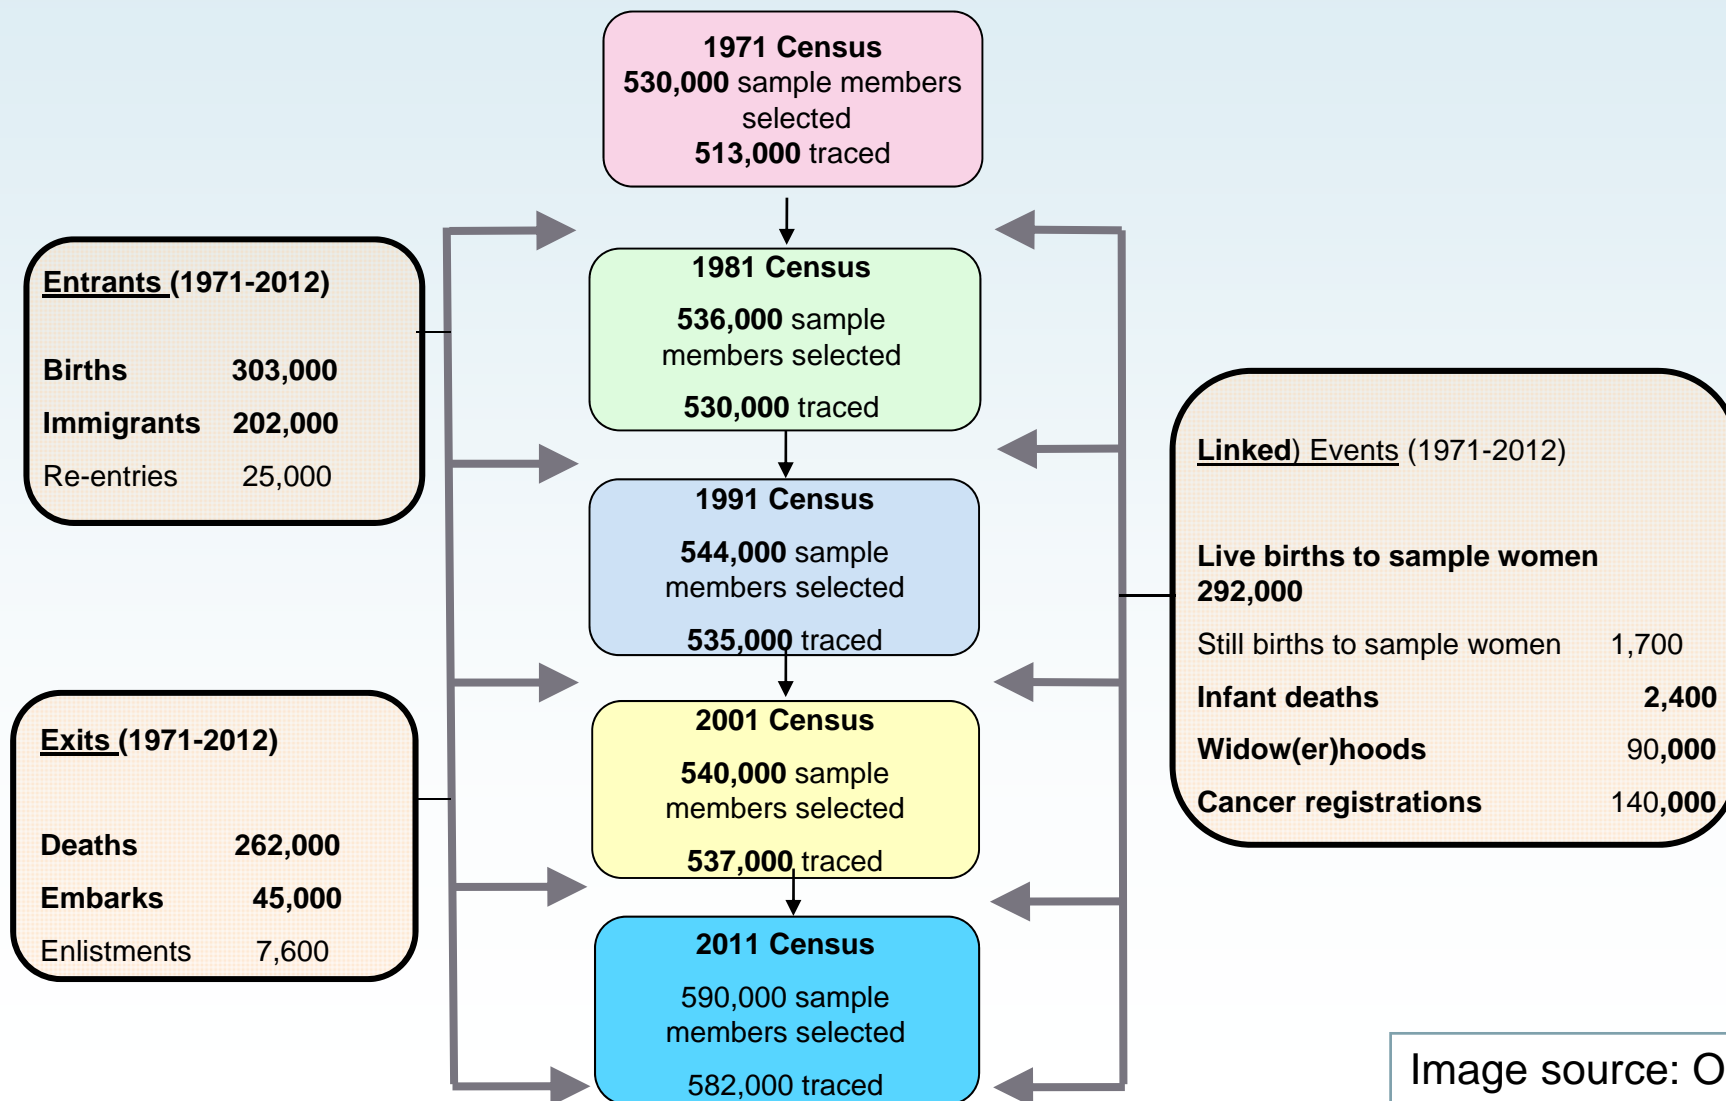 1971 Census
530,000 sample members
selected
513,000 traced
Entrants (1971-2012)
Births 303,000
Immigrants 202,000
Re-entries 25,000
1981 Census
536,000 sample
members selected
530,000 traced
1991 Census
544,000 sample
members selected
535,000 traced
Linked) Events (1971-2012)
Live births to sample women
292,000
Still births to sample women 1,700
Infant deaths 2,400
Widow(er)hoods 90,000
Cancer registrations 140,000
Exits (1971-2012)
Deaths 262,000
Embarks 45,000
Enlistments 7,600
2001 Census
540,000 sample
members selected
537,000 traced
2011 Census
590,000 sample
members selected
582,000 traced
Image source: O